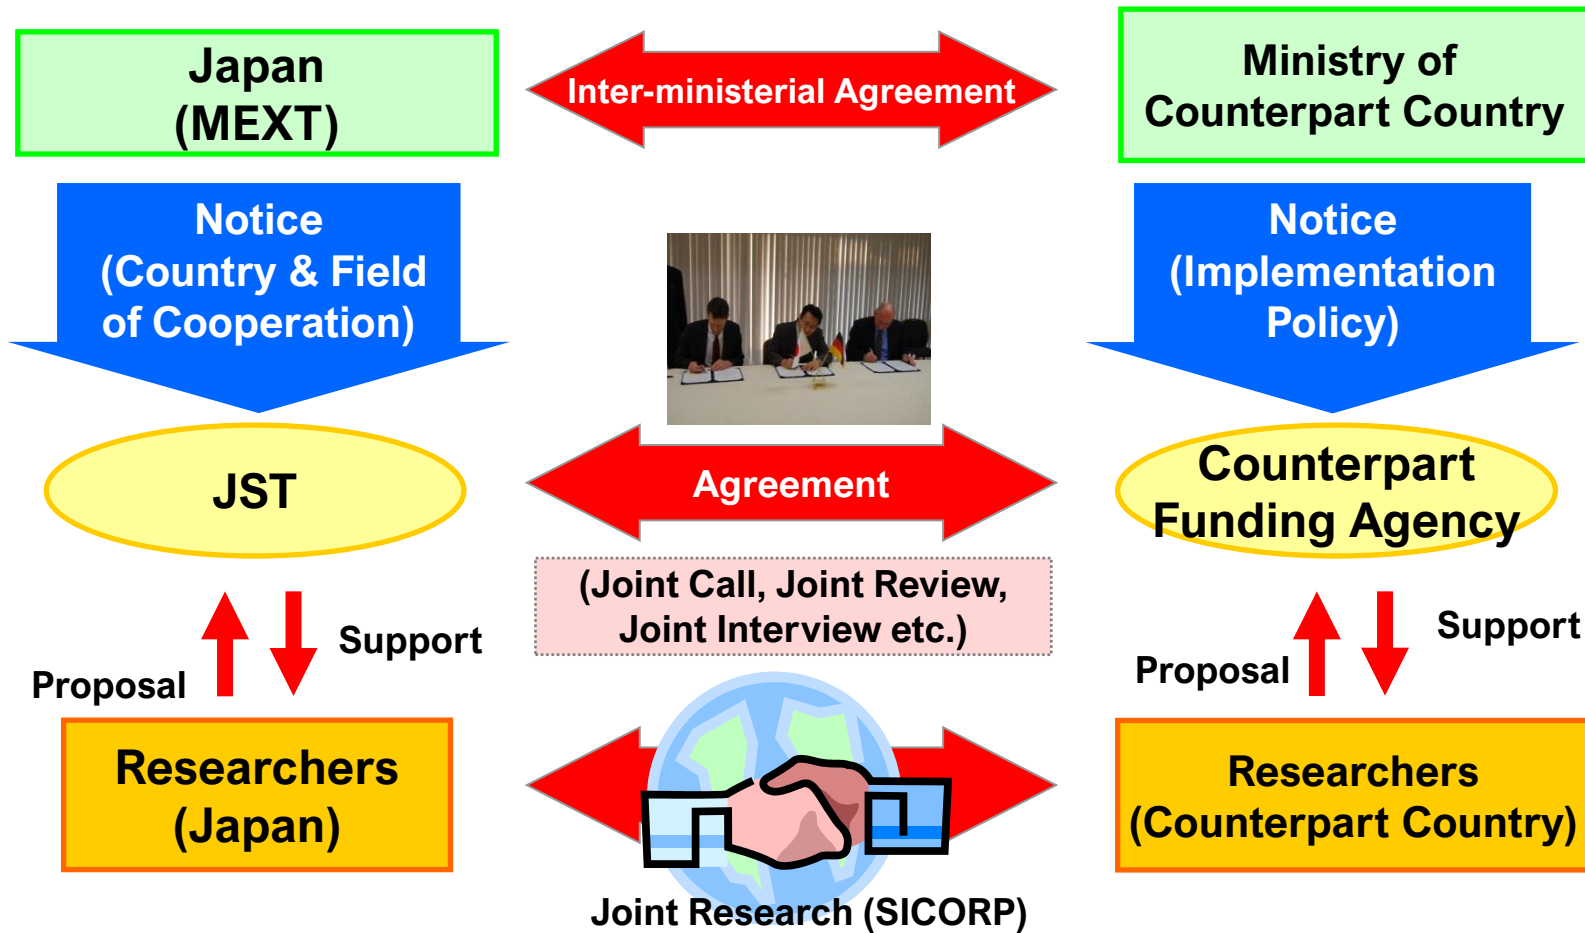 Japan
(MEXT)
Inter-ministerial Agreement
Ministry of
Counterpart Country
Notice
(Country & Field
of Cooperation)
Notice
(Implementation
Policy)
JST
Agreement
Counterpart
Funding Agency
(Joint Call, Joint Review,
Joint Interview etc.)
Proposal
Support
Proposal
Support
Researchers
(Japan)
Researchers
(Counterpart Country)
Joint Research (SICORP)